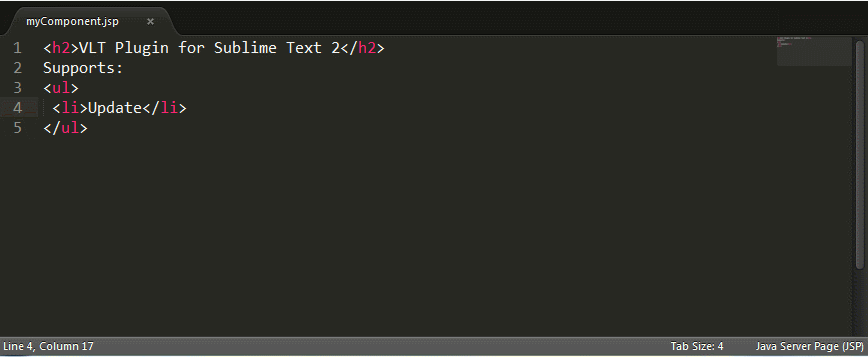 myComponent.jsp ×
1 <h2>VLT Plugin for Sublime Text 2</h2>
2 Supports:
3 <ul>
4 <li>Update</li>
5 </ul>
Line 4, Column 17 Tab Size: 4 Java Server Page (JSP)